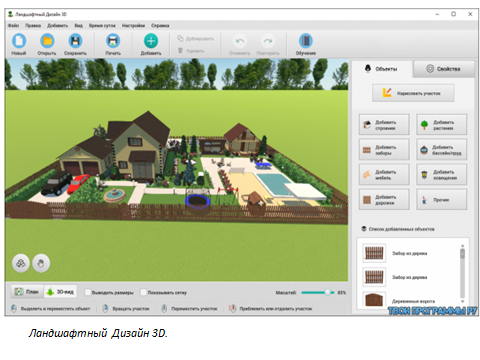 Ландшафтный Дизайн 3D
Файл Правка Добавить Вид Время суток Настройки Справка
Новый Открыть Сохранить Печать Добавить Дублировать Удалить Отменить Повторить Обучение
Объекты Свойства
Нарисовать участок
Добавить строения
Добавить растения
Добавить заборы
Добавить бассейн/пруд
Добавить мебель
Добавить освещение
Добавить дорожки
Прочее
Список добавленных объектов
Забор из дерева
Забор из дерева
Деревянные ворота
План 3D-вид Выводить размеры Показывать сетку Масштаб: 83%
Выделить и переместить объект Вращать участок Переместить участок Приблизить или отдалить участок
ТВОИ ПРОГРАММЫ РУ
Ландшафтный Дизайн 3D.